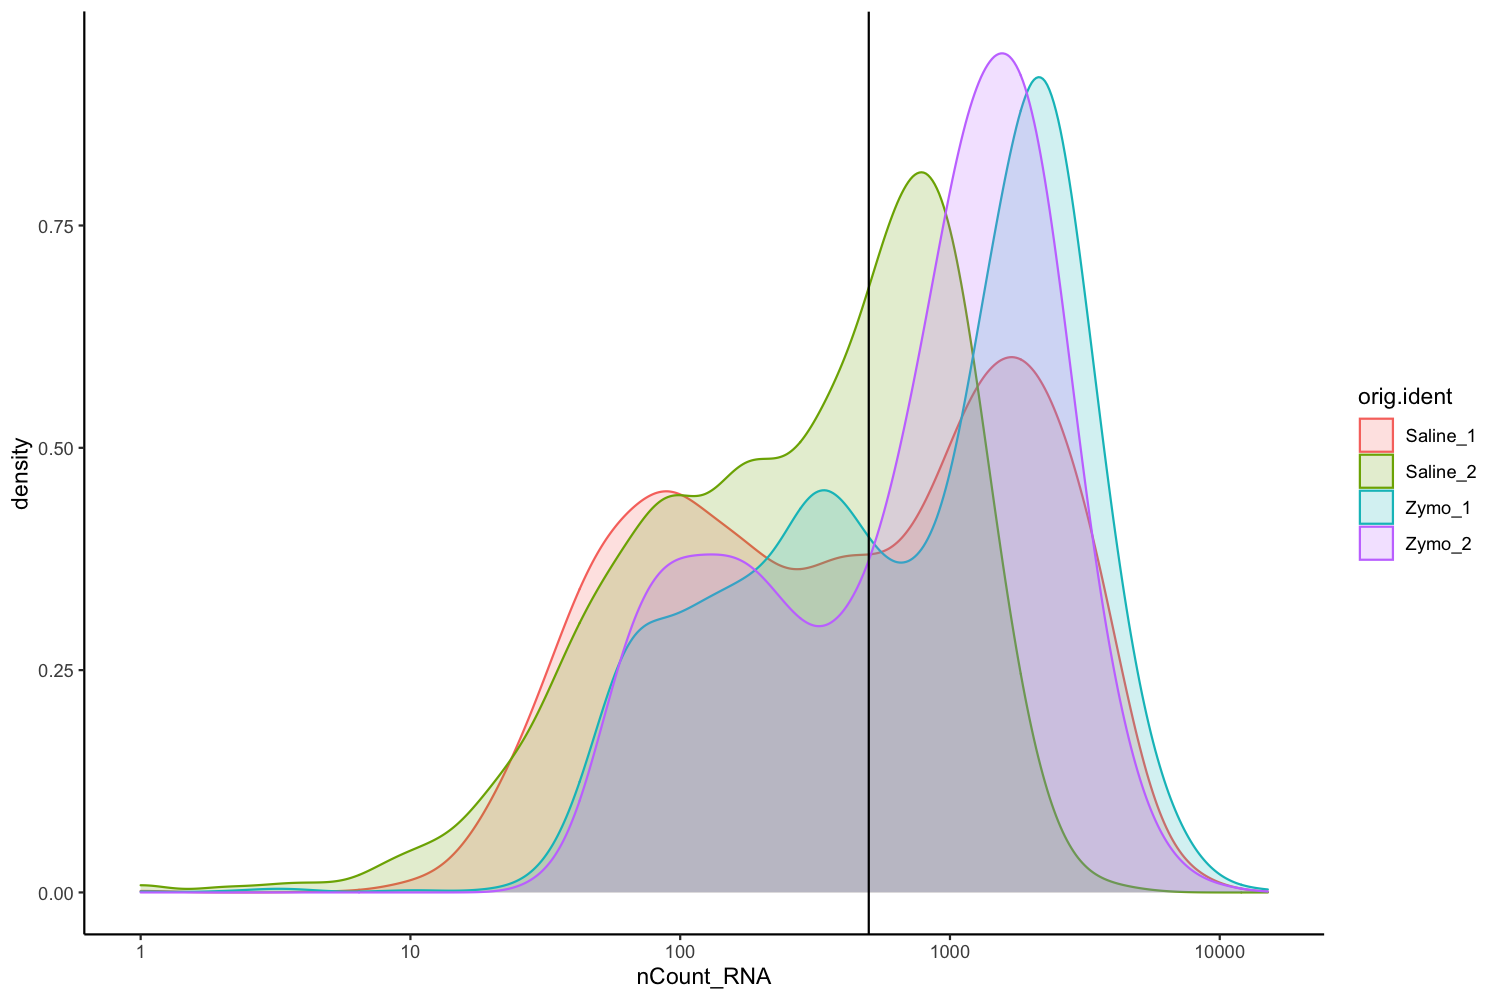 density
0.75
0.50
0.25
0.00
1
10
100
1000
10000
nCount_RNA
orig.ident
Saline_1
Saline_2
Zymo_1
Zymo_2